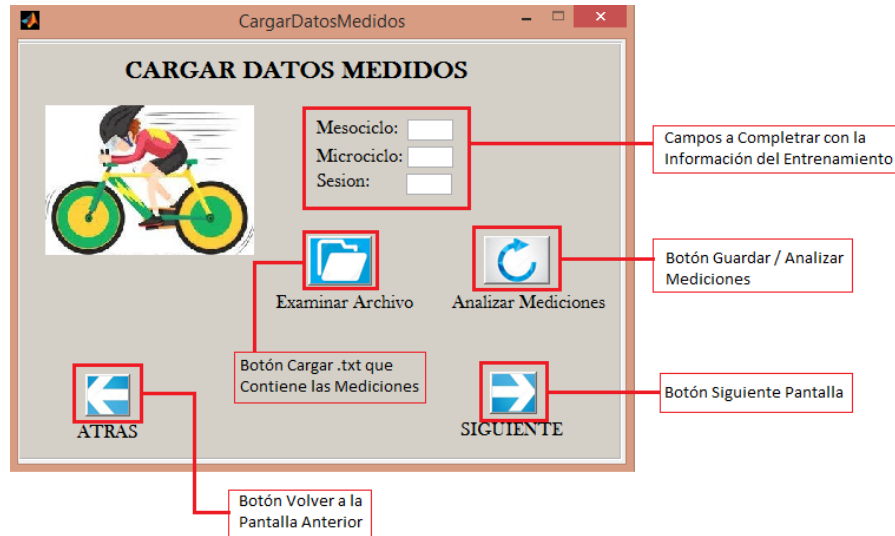 CargarDatosMedidos
CARGAR DATOS MEDIDOS
Mesociclo:
Microciclo:
Sesion:
Campos a Completrar con la
Información del Entrenamiento
Examinar Archivo
Analizar Mediciones
Botón Guardar / Analizar
Mediciones
Botón Cargar .txt que
Contiene las Mediciones
ATRAS
SIGUIENTE
Botón Siguiente Pantalla
Botón Volver a la
Pantalla Anterior